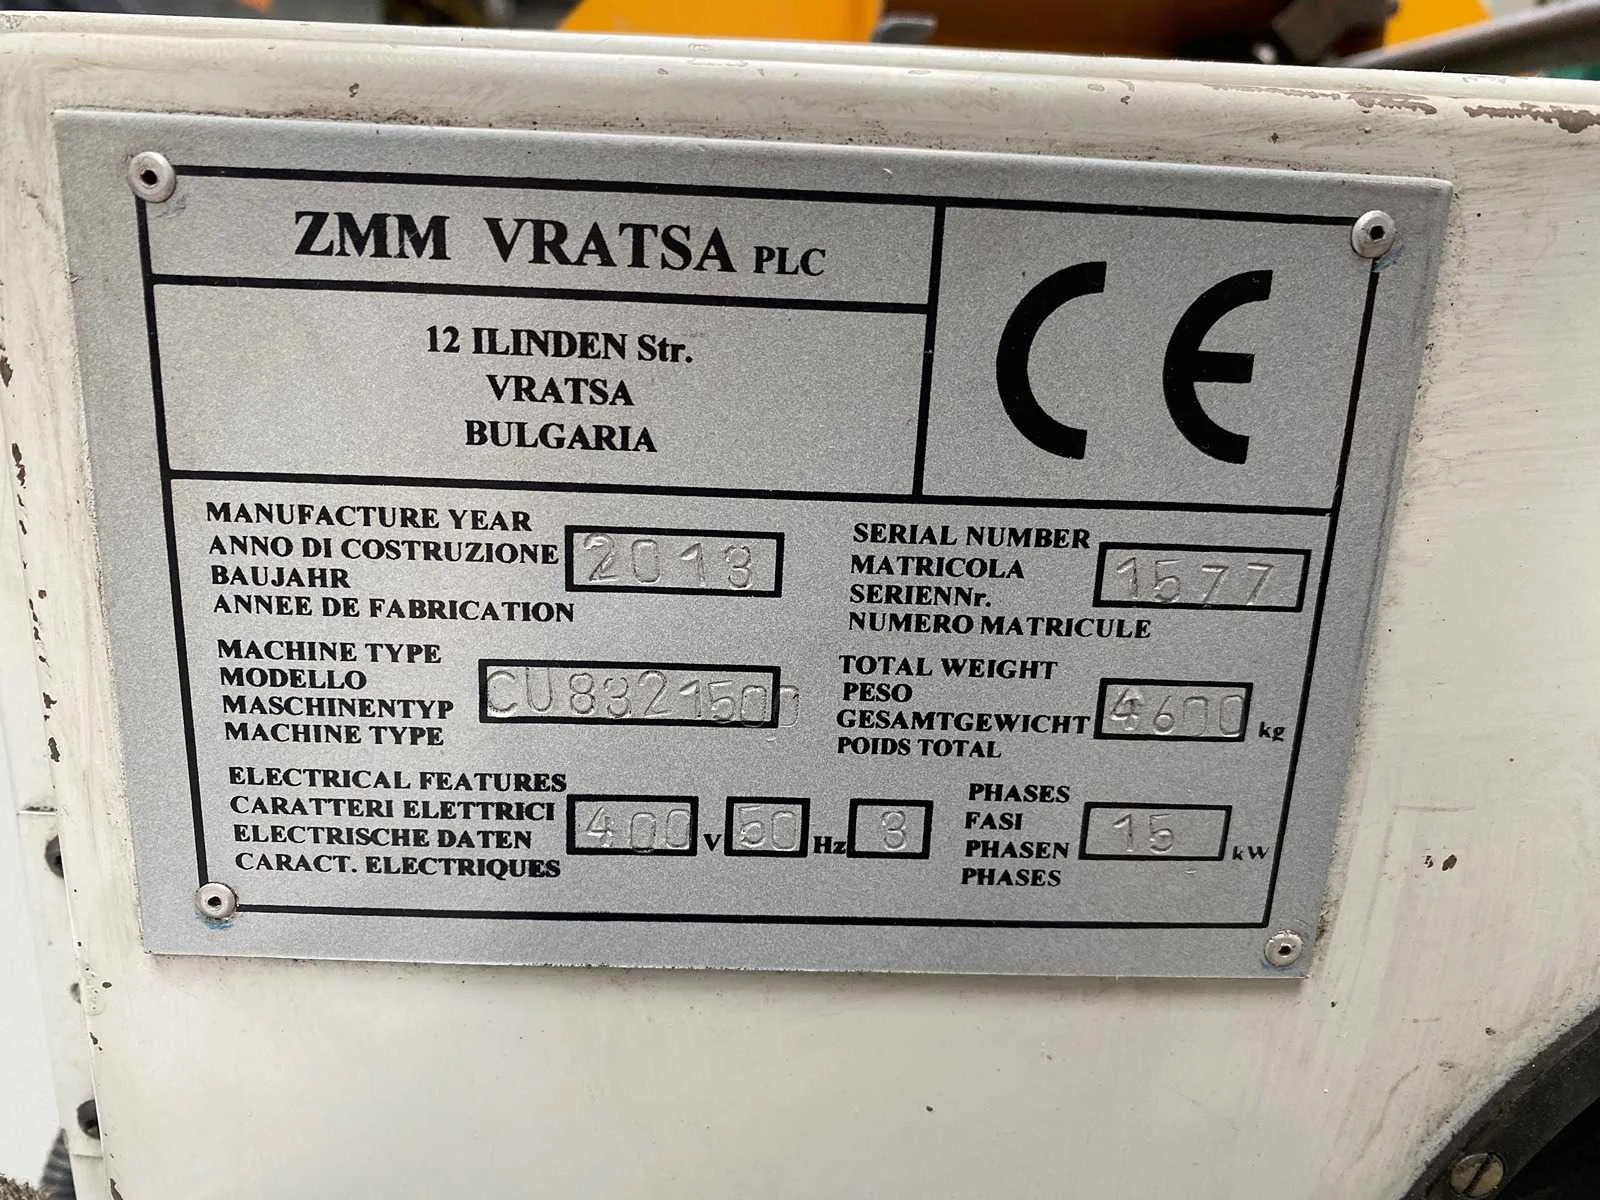 ZMM VRATSA PLC
CE
12 ILINDEN Str.
VRATSA
BULGARIA
MANUFACTURE YEAR
ANNO DI COSTRUZIONE 2013
BAUJAHR
ANNEE DE FABRICATION
SERIAL NUMBER
MATRICOLA 1577
SERIENNr.
NUMERO MATRICULE
MACHINE TYPE
MODELLO CU8321500
MASCHINENTYP
MACHINE TYPE
TOTAL WEIGHT
PESO 4600 kg
GESAMTGEWICHT
POIDS TOTAL
ELECTRICAL FEATURES
CARATTERI ELETTRICI 400 V 50 Hz 3
ELECTRISCHE DATEN
CARACT. ELECTRIQUES
PHASES
FASI 15 kW
PHASEN
PHASES